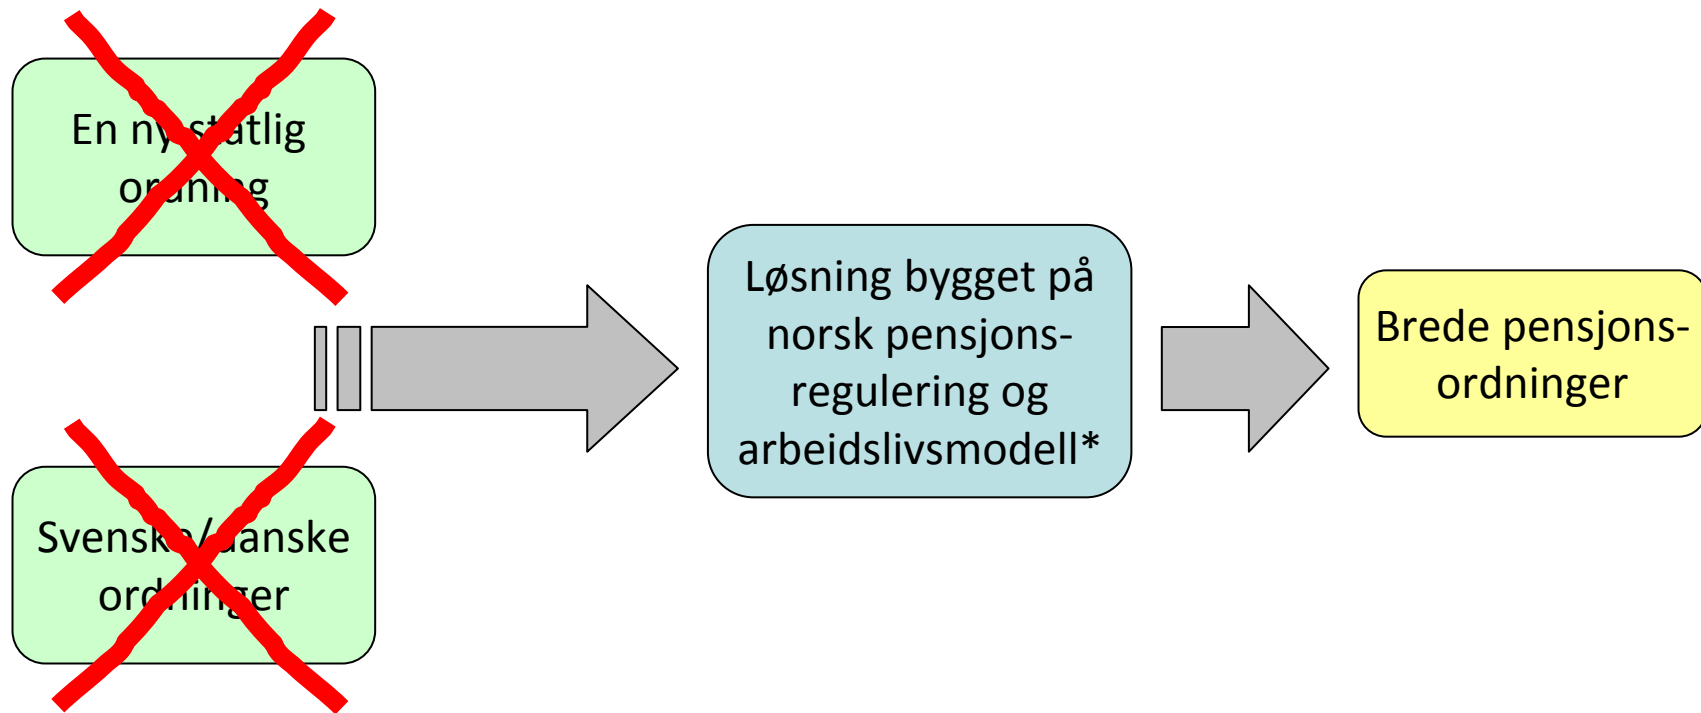 En ny statlig
ordning
Svenske/danske
ordninger
Løsning bygget på
norsk pensjons-
regulering og
arbeidslivsmodell*
Brede pensjons-
ordninger